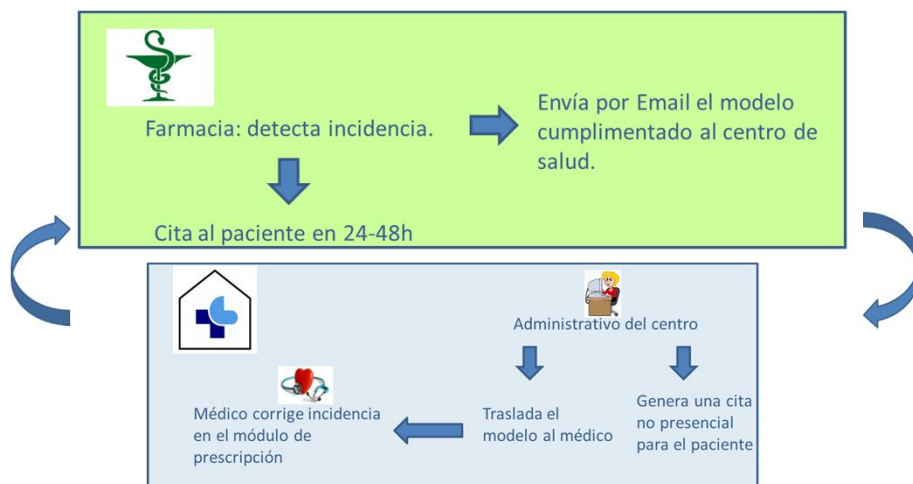 Farmacia: detecta incidencia.
Envía por Email el modelo
cumplimentado al centro de
salud.
Cita al paciente en 24-48h
Administrativo del centro
Médico corrige incidencia
en el módulo de
prescripción
Traslada el
modelo al médico
Genera una cita
no presencial
para el paciente